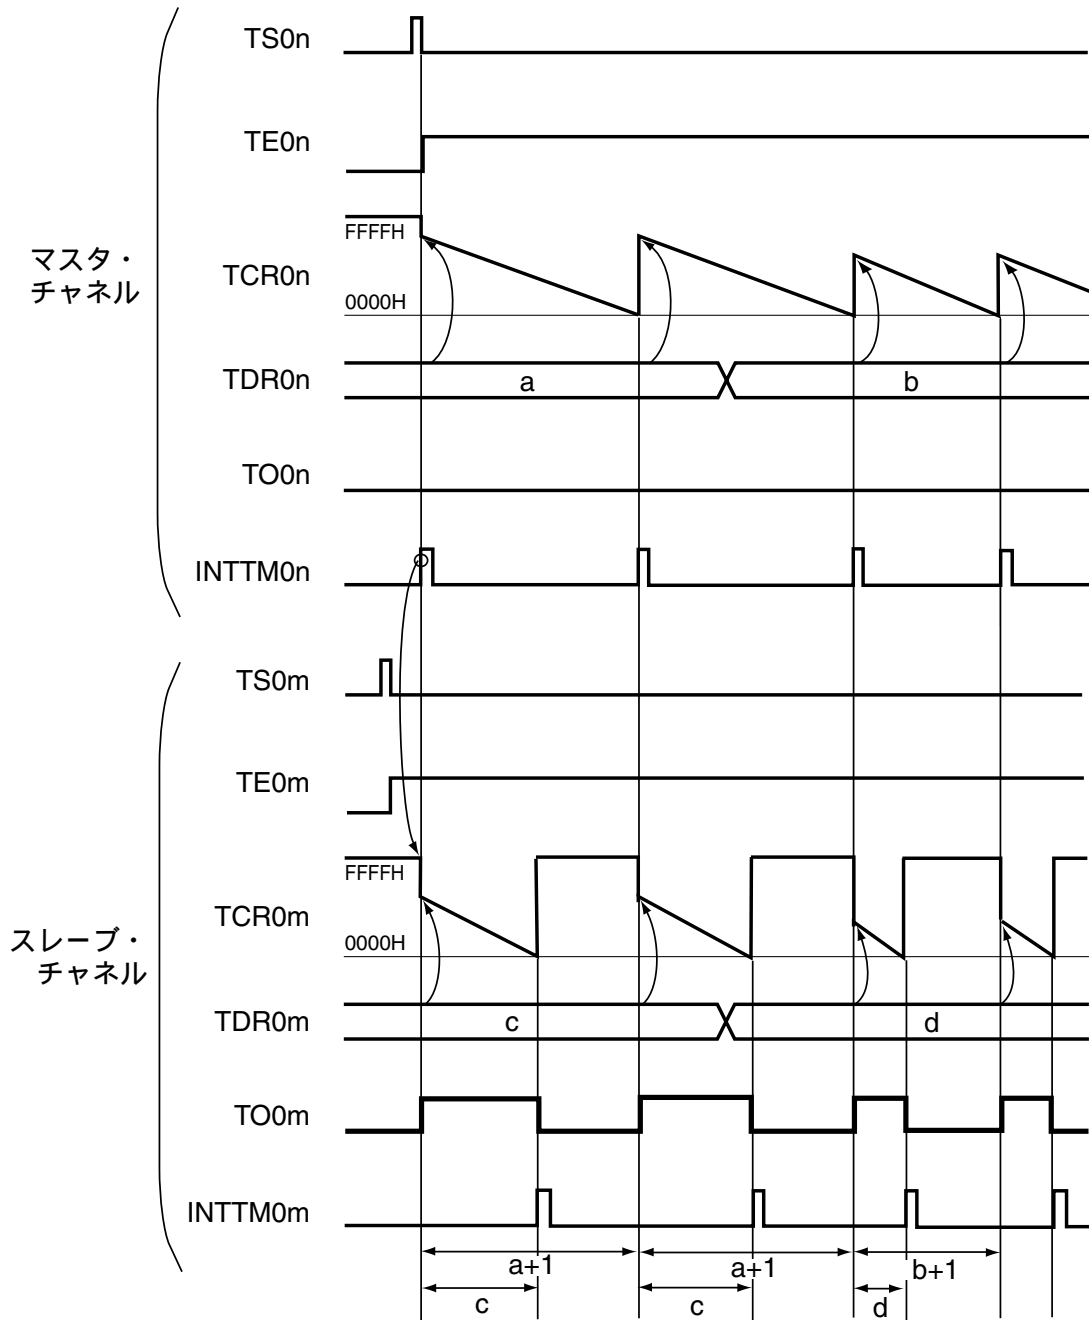 マスタ・
チャネル
TS0n
TE0n
FFFFH
TCR0n
0000H
TDR0n
a
b
TO0n
INTTM0n
スレーブ・
チャネル
TS0m
TE0m
FFFFH
TCR0m
0000H
TDR0m
c
d
TO0m
INTTM0m
a+1
a+1
b+1
c
c
d